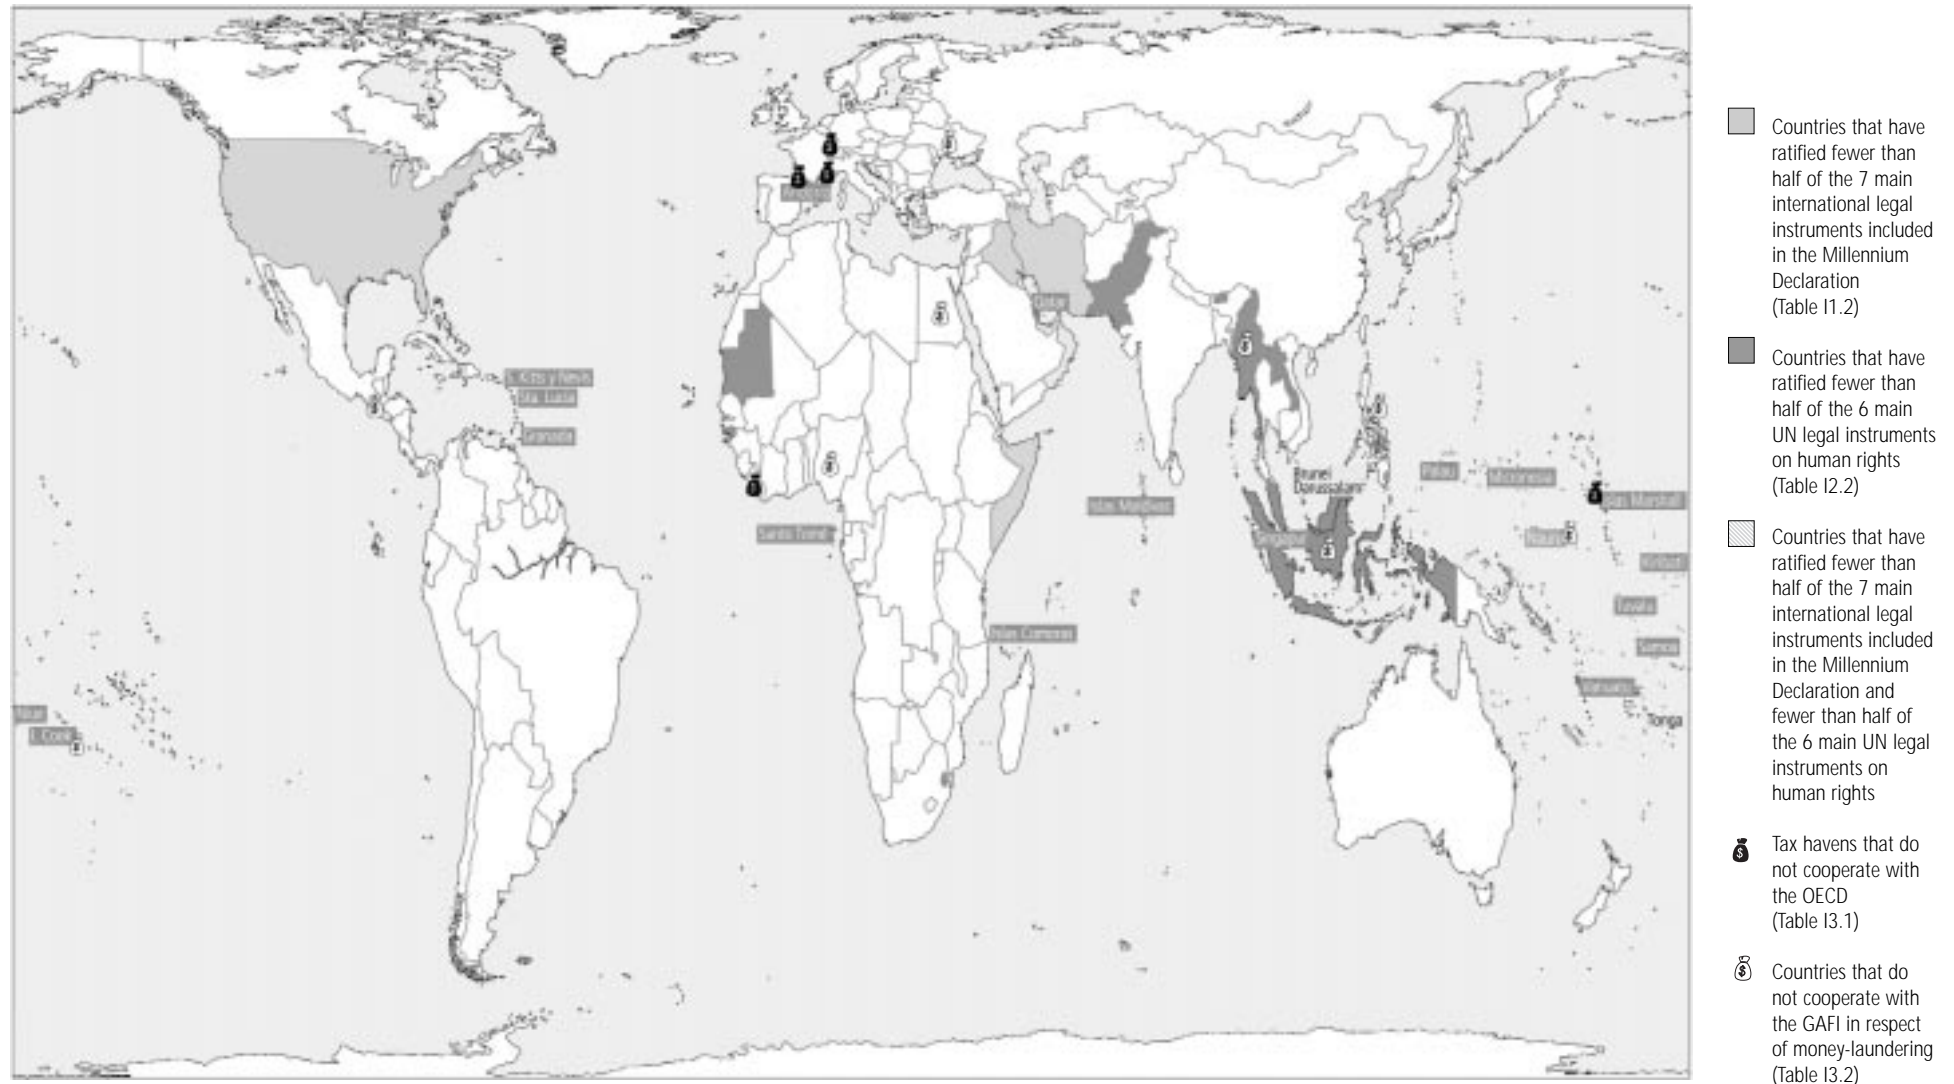 Countries that have
ratified fewer than
half of the 7 main
international legal
instruments included
in the Millennium
Declaration
(Table I1.2)
Countries that have
ratified fewer than
half of the 6 main
UN legal instruments
on human rights
(Table I2.2)
Countries that have
ratified fewer than
half of the 7 main
international legal
instruments included
in the Millennium
Declaration and
fewer than half of
the 6 main UN legal
instruments on
human rights
Tax havens that do
not cooperate with
the OECD
(Table I3.1)
Countries that do
not cooperate with
the GAFI in respect
of money-laundering
(Table I3.2)
Qatar
S. Kitts y Nevis
Sta. Lucía
Granada
Santo Tomé
Islas Maldivas
Islas Comoras
Brunei
Darussalam
Singapur
Palau
Micronesia
Islas Marshall
Nauru
Kiribati
Tuvalu
Samoa
Vanuatu
Tonga
Niue
I. Cook